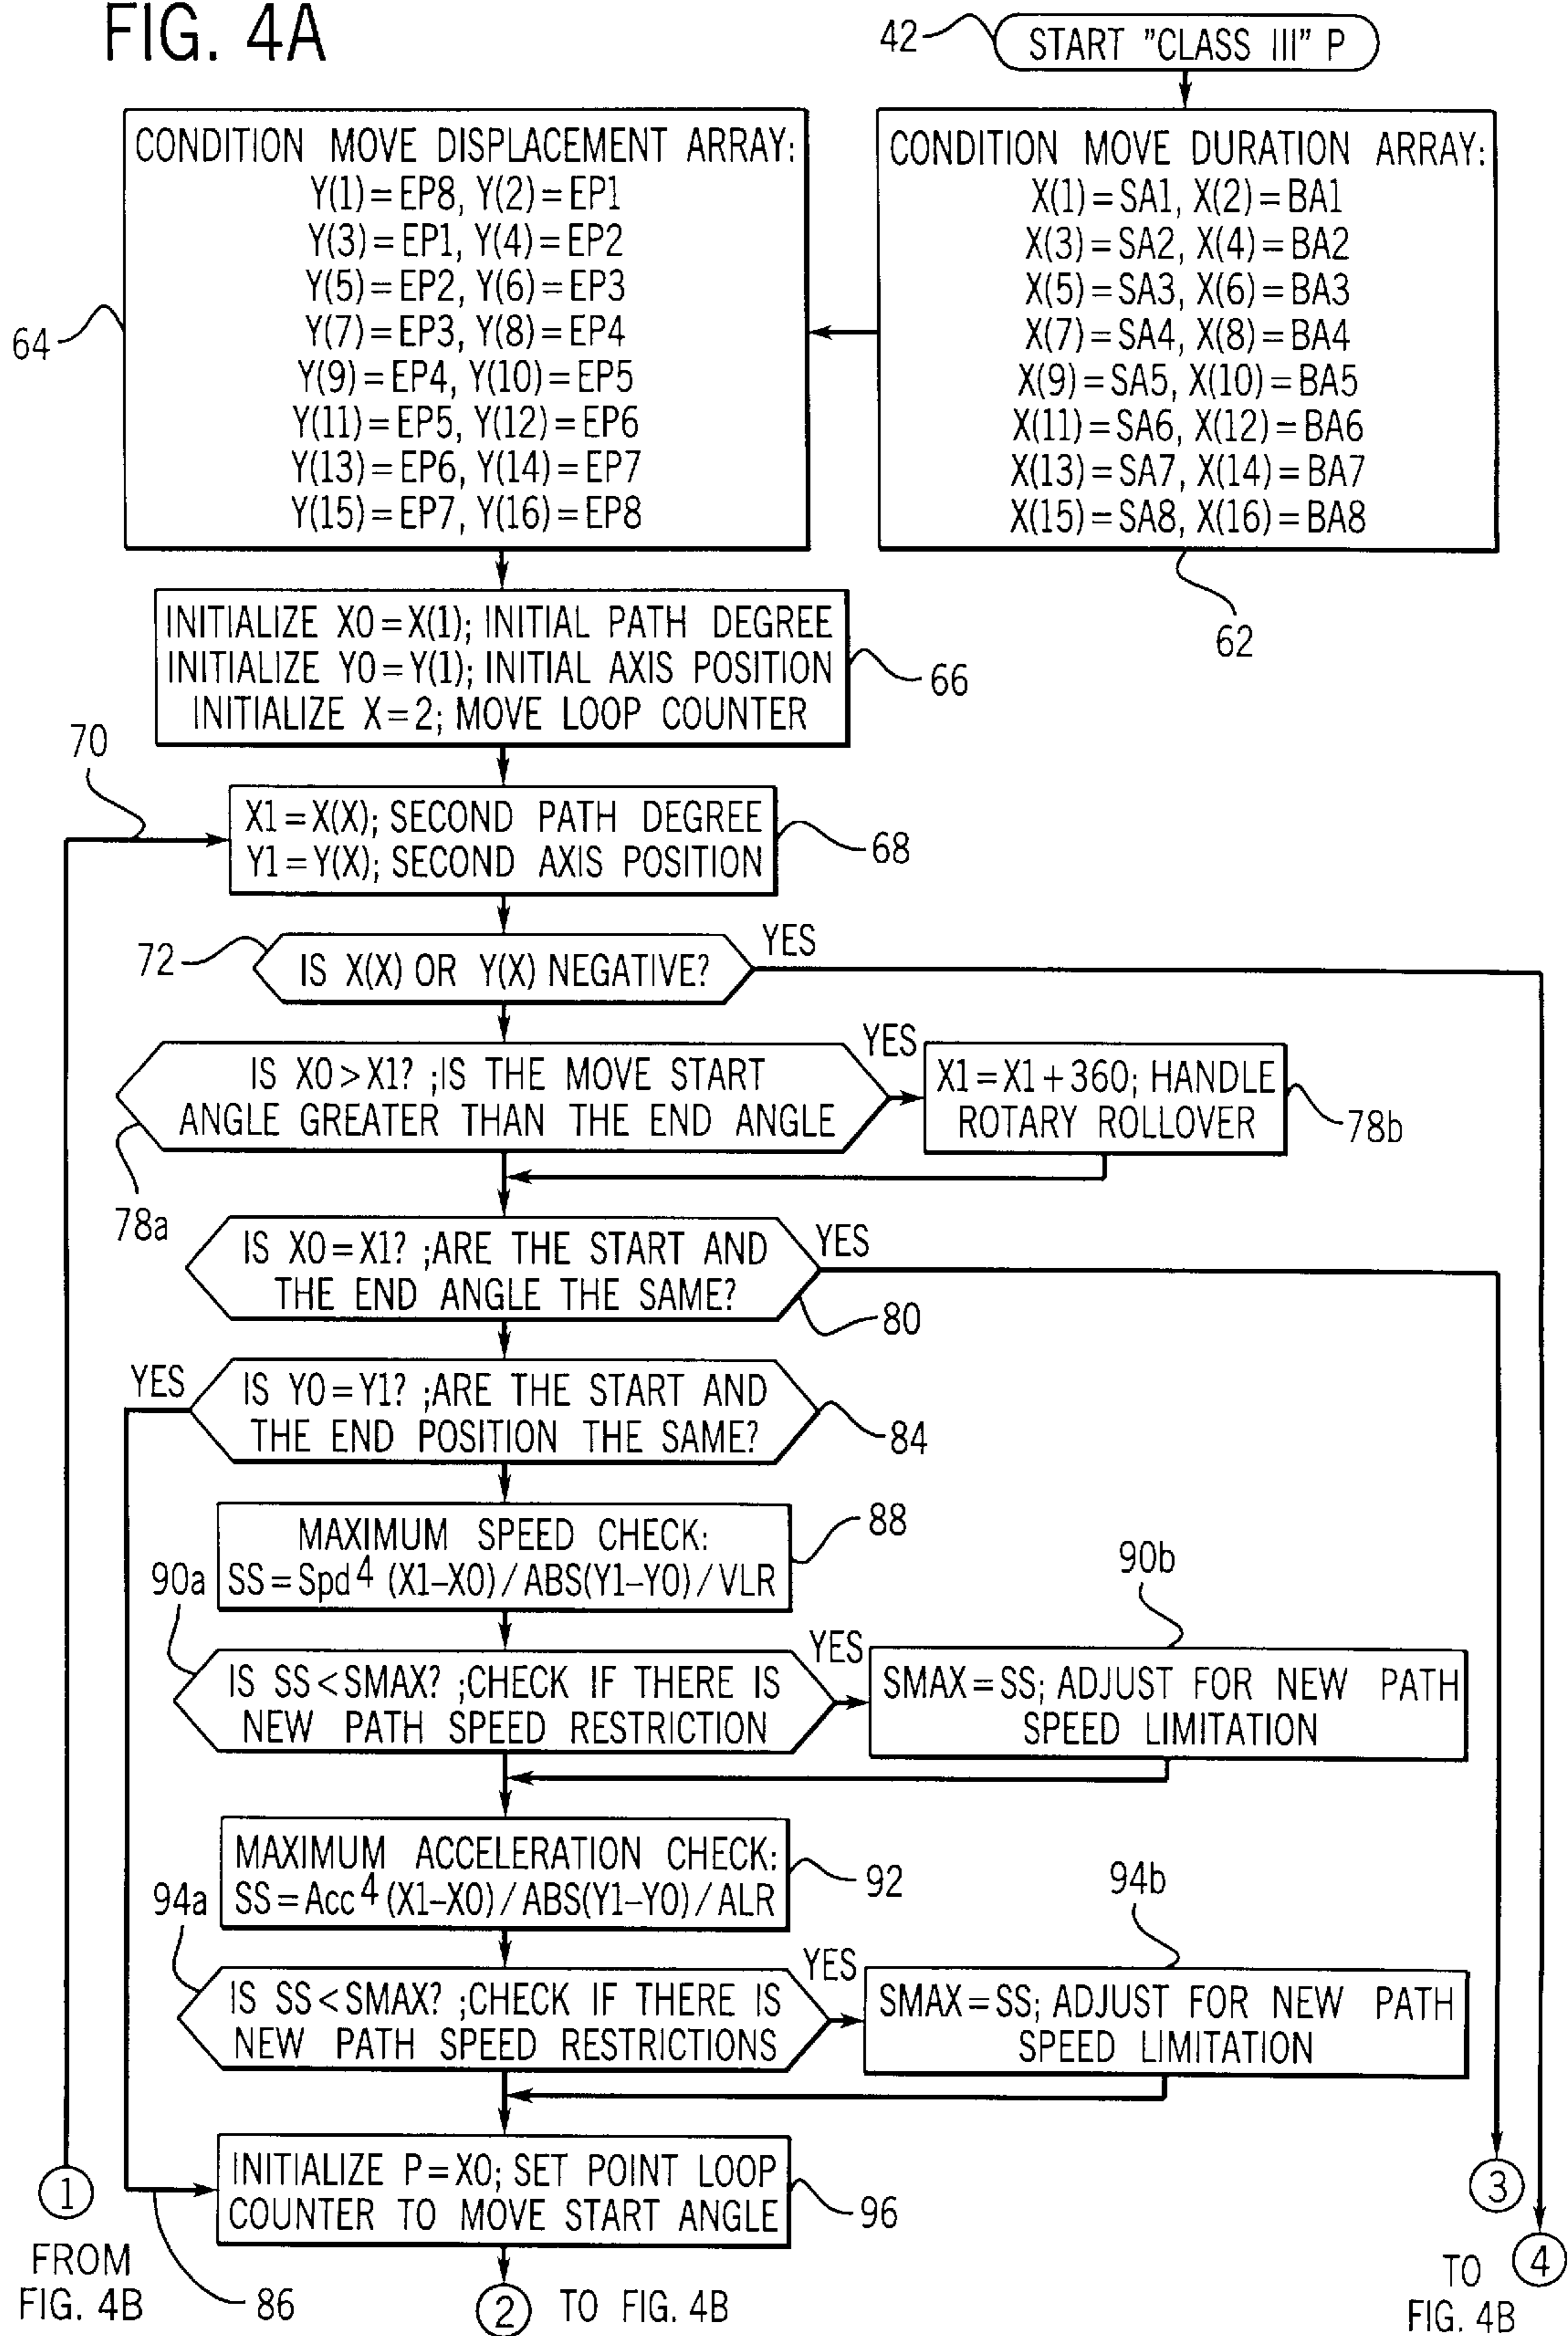 FIG. 4A
42
START "CLASS III" P
CONDITION MOVE DURATION ARRAY:
X(1)=SA1, X(2)=BA1
X(3)=SA2, X(4)=BA2
X(5)=SA3, X(6)=BA3
X(7)=SA4, X(8)=BA4
X(9)=SA5, X(10)=BA5
X(11)=SA6, X(12)=BA6
X(13)=SA7, X(14)=BA7
X(15)=SA8, X(16)=BA8
62
CONDITION MOVE DISPLACEMENT ARRAY:
Y(1)=EP8, Y(2)=EP1
Y(3)=EP1, Y(4)=EP2
Y(5)=EP2, Y(6)=EP3
Y(7)=EP3, Y(8)=EP4
Y(9)=EP4, Y(10)=EP5
Y(11)=EP5, Y(12)=EP6
Y(13)=EP6, Y(14)=EP7
Y(15)=EP7, Y(16)=EP8
64
INITIALIZE X0=X(1); INITIAL PATH DEGREE
INITIALIZE Y0=Y(1); INITIAL AXIS POSITION
INITIALIZE X=2; MOVE LOOP COUNTER
66
70
X1=X(X); SECOND PATH DEGREE
Y1=Y(X); SECOND AXIS POSITION
68
72
IS X(X) OR Y(X) NEGATIVE?
YES
IS X0>X1? ;IS THE MOVE START
ANGLE GREATER THAN THE END ANGLE
YES
78a
X1=X1+360; HANDLE
ROTARY ROLLOVER
78b
IS X0=X1? ;ARE THE START AND
THE END ANGLE THE SAME?
YES
80
YES
IS Y0=Y1? ;ARE THE START AND
THE END POSITION THE SAME?
84
MAXIMUM SPEED CHECK:
SS=Spd4 (X1-X0)/ABS(Y1-Y0)/VLR
88
90a
IS SS<SMAX? ;CHECK IF THERE IS
NEW PATH SPEED RESTRICTION
YES
90b
SMAX=SS; ADJUST FOR NEW PATH
SPEED LIMITATION
MAXIMUM ACCELERATION CHECK:
SS=Acc4 (X1-X0)/ABS(Y1-Y0)/ALR
92
94a
IS SS<SMAX? ;CHECK IF THERE IS
NEW PATH SPEED RESTRICTIONS
YES
94b
SMAX=SS; ADJUST FOR NEW PATH
SPEED LIMITATION
INITIALIZE P=X0; SET POINT LOOP
COUNTER TO MOVE START ANGLE
96
1
FROM
FIG. 4B
86
2
TO FIG. 4B
3
4
TO
FIG. 4B